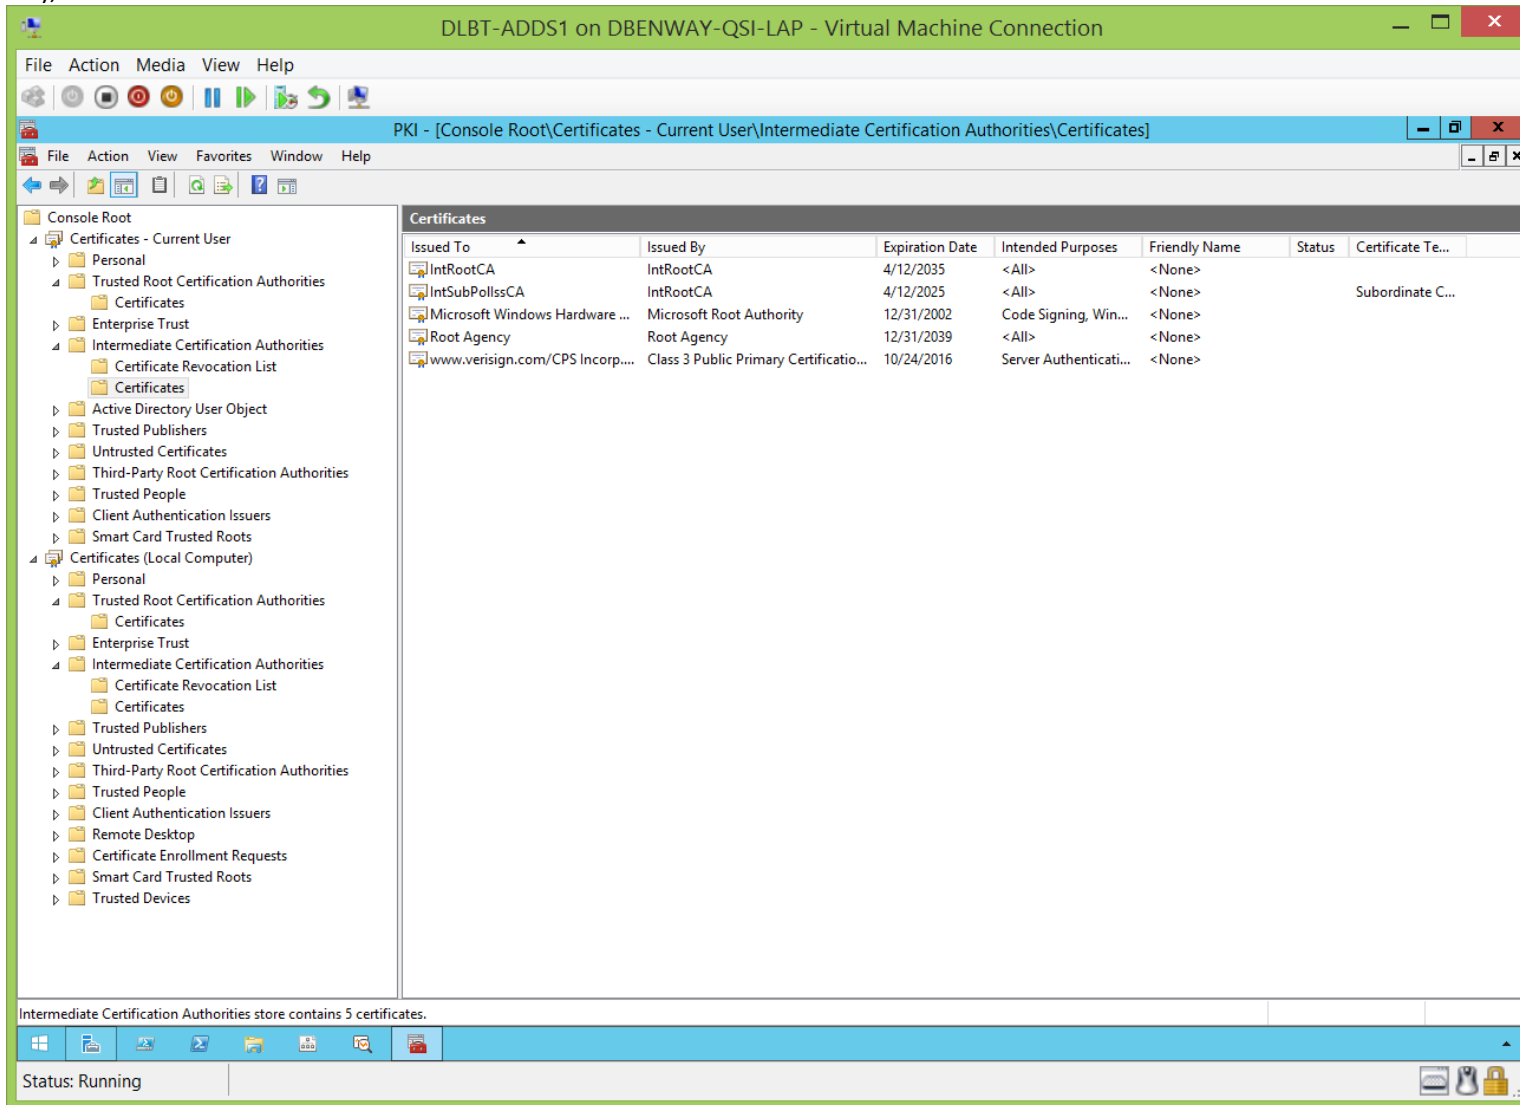 DLBT-ADDS1 on DBENWAY-QSI-LAP - Virtual Machine Connection
File Action Media View Help
PKI - [Console Root\Certificates - Current User\Intermediate Certification Authorities\Certificates]
File Action View Favorites Window Help
Console Root
Certificates - Current User
Personal
Trusted Root Certification Authorities
Certificates
Enterprise Trust
Intermediate Certification Authorities
Certificate Revocation List
Certificates
Active Directory User Object
Trusted Publishers
Untrusted Certificates
Third-Party Root Certification Authorities
Trusted People
Client Authentication Issuers
Smart Card Trusted Roots
Certificates (Local Computer)
Personal
Trusted Root Certification Authorities
Certificates
Enterprise Trust
Intermediate Certification Authorities
Certificate Revocation List
Certificates
Trusted Publishers
Untrusted Certificates
Third-Party Root Certification Authorities
Trusted People
Client Authentication Issuers
Remote Desktop
Certificate Enrollment Requests
Smart Card Trusted Roots
Trusted Devices
Certificates
Issued To Issued By Expiration Date Intended Purposes Friendly Name Status Certificate Te...
IntRootCA IntRootCA 4/12/2035 <All> <None>
IntSubPolIssCA IntRootCA 4/12/2025 <All> <None> Subordinate C...
Microsoft Windows Hardware ... Microsoft Root Authority 12/31/2002 Code Signing, Win... <None>
Root Agency Root Agency 12/31/2039 <All> <None>
www.verisign.com/CPS Incorp.... Class 3 Public Primary Certificatio... 10/24/2016 Server Authenticati... <None>
Intermediate Certification Authorities store contains 5 certificates.
Status: Running